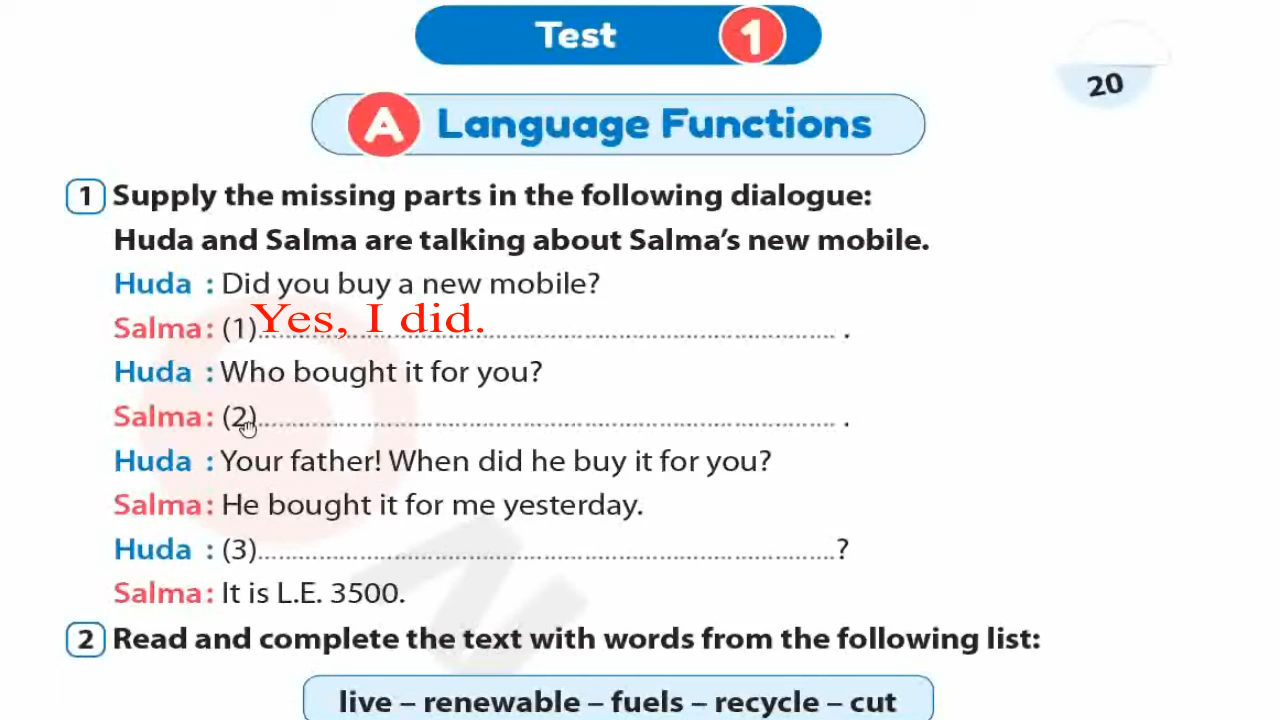 Test 1
20
A Language Functions
1 Supply the missing parts in the following dialogue:
Huda and Salma are talking about Salma's new mobile.
Huda : Did you buy a new mobile?
Salma: (1) Yes, I did. .
Huda : Who bought it for you?
Salma: (2) .
Huda : Your father! When did he buy it for you?
Salma: He bought it for me yesterday.
Huda : (3) ?
Salma: It is L.E. 3500.
2 Read and complete the text with words from the following list:
live – renewable – fuels – recycle – cut